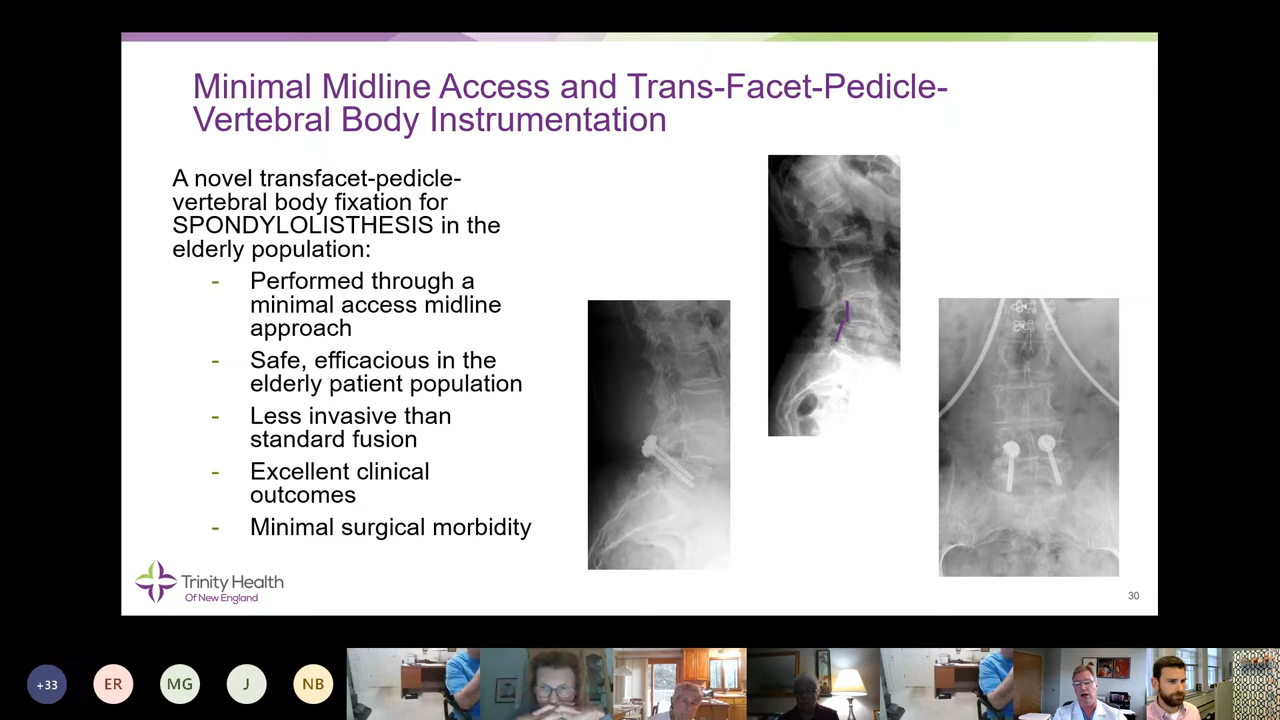 Minimal Midline Access and Trans-Facet-Pedicle-
Vertebral Body Instrumentation
A novel transfacet-pedicle-
vertebral body fixation for
SPONDYLOLISTHESIS in the
elderly population:
- Performed through a
minimal access midline
approach
- Safe, efficacious in the
elderly patient population
- Less invasive than
standard fusion
- Excellent clinical
outcomes
- Minimal surgical morbidity
Trinity Health
Of New England
30
+33
ER
MG
J
NB